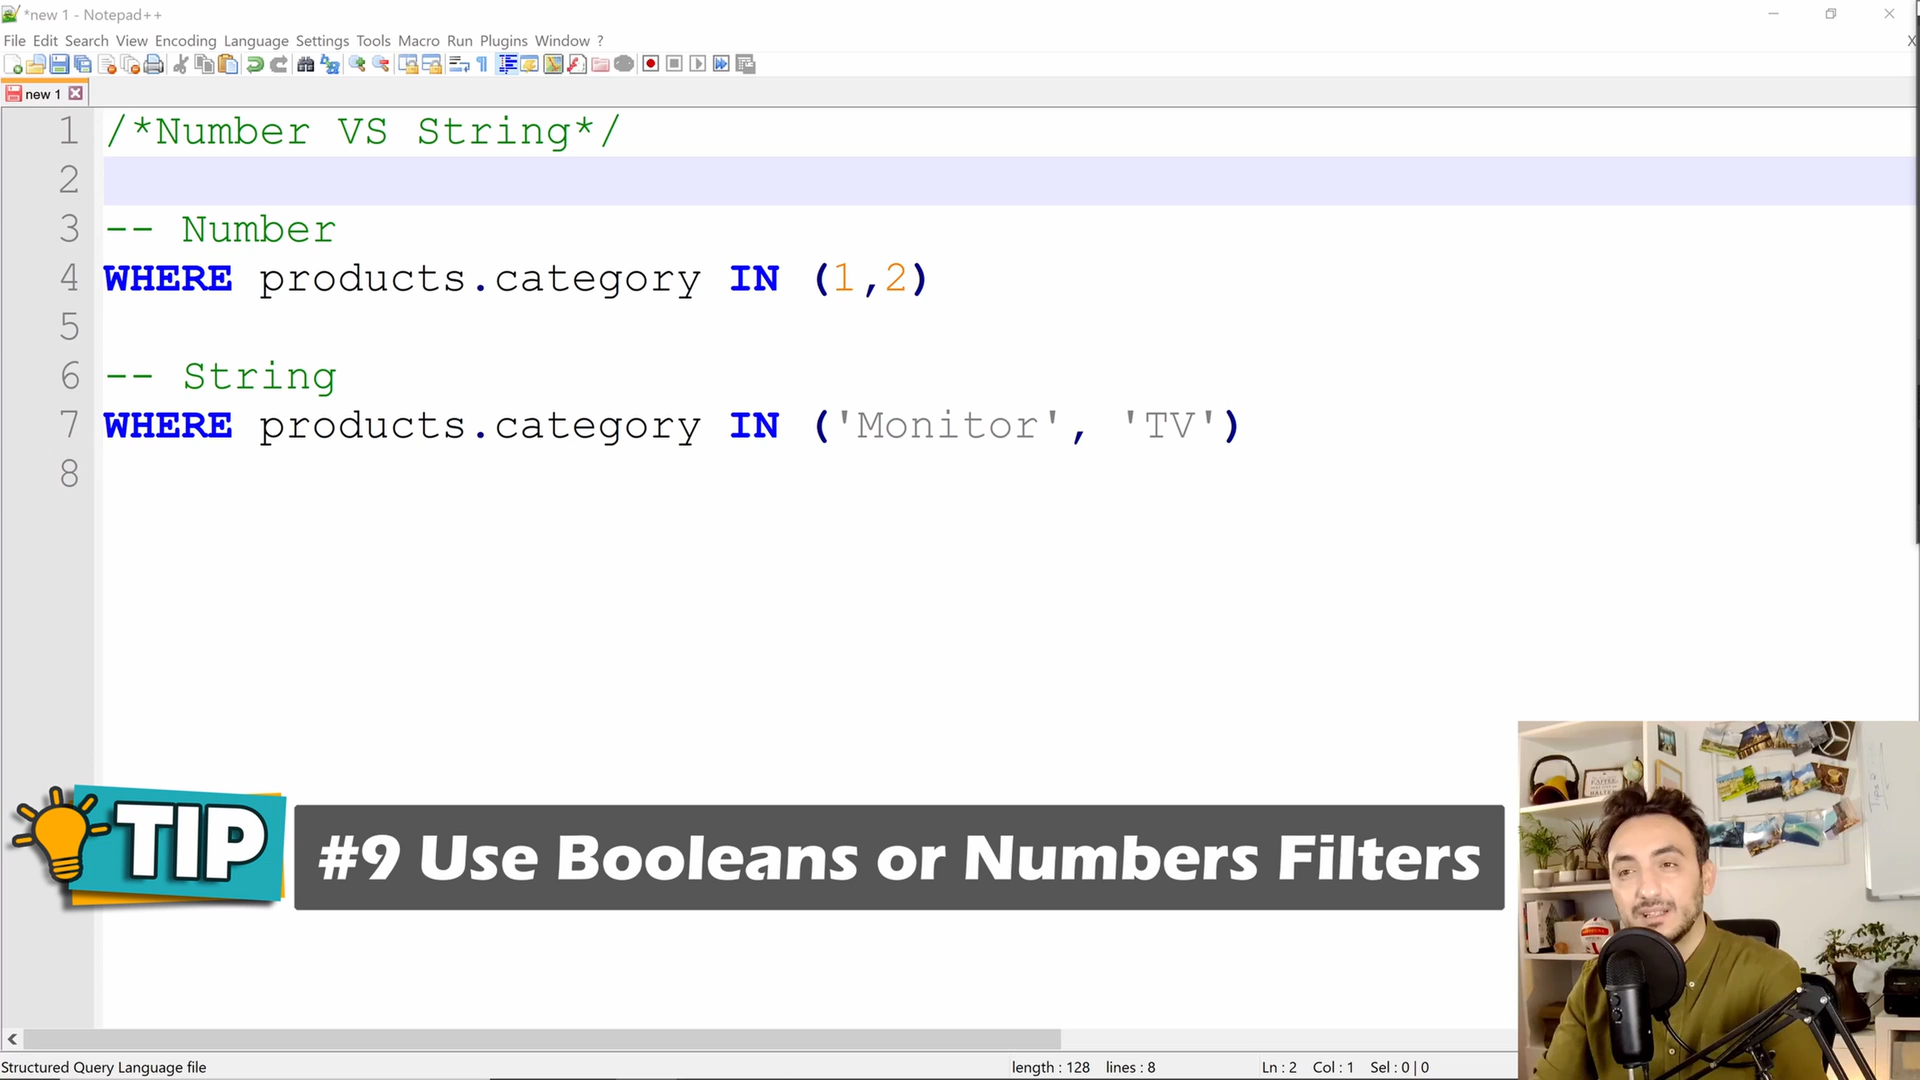 *new 1 - Notepad++
File Edit Search View Encoding Language Settings Tools Macro Run Plugins Window ?
X
new 1
1 /*Number VS String*/
2
3 -- Number
4 WHERE products.category IN (1,2)
5
6 -- String
7 WHERE products.category IN ('Monitor', 'TV')
8
TIP
#9 Use Booleans or Numbers Filters
Structured Query Language file
length : 128 lines : 8
Ln : 2 Col : 1 Sel : 0 | 0